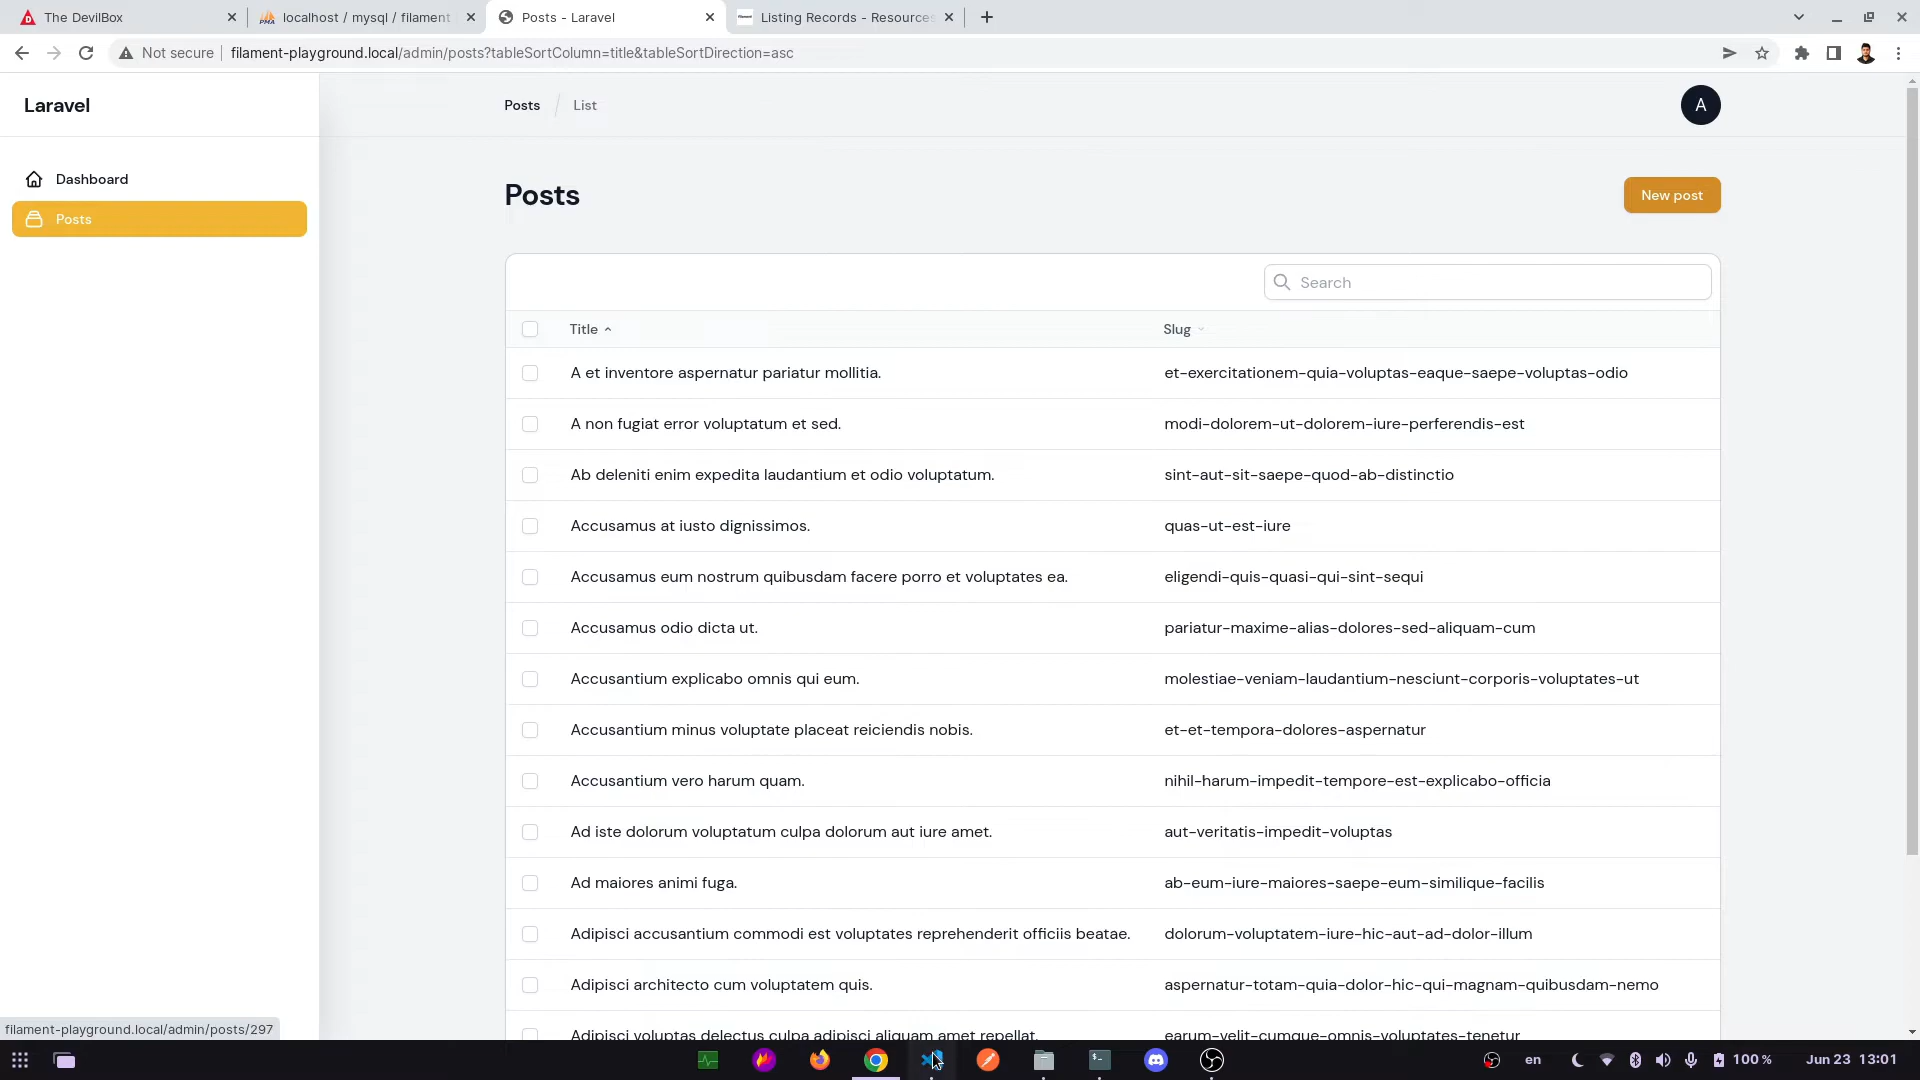 The DevilBox
localhost / mysql / filament
Posts - Laravel
Listing Records - Resources
Not secure
filament-playground.local/admin/posts?tableSortColumn=title&tableSortDirection=asc
Laravel
Posts
List
A
Dashboard
Posts
Posts
New post
Search
Title
Slug
A et inventore aspernatur pariatur mollitia.
et-exercitationem-quia-voluptas-eaque-saepe-voluptas-odio
A non fugiat error voluptatum et sed.
modi-dolorem-ut-dolorem-iure-perferendis-est
Ab deleniti enim expedita laudantium et odio voluptatum.
sint-aut-sit-saepe-quod-ab-distinctio
Accusamus at iusto dignissimos.
quas-ut-est-iure
Accusamus eum nostrum quibusdam facere porro et voluptates ea.
eligendi-quis-quasi-qui-sint-sequi
Accusamus odio dicta ut.
pariatur-maxime-alias-dolores-sed-aliquam-cum
Accusantium explicabo omnis qui eum.
molestiae-veniam-laudantium-nesciunt-corporis-voluptates-ut
Accusantium minus voluptate placeat reiciendis nobis.
et-et-tempora-dolores-aspernatur
Accusantium vero harum quam.
nihil-harum-impedit-tempore-est-explicabo-officia
Ad iste dolorum voluptatum culpa dolorum aut iure amet.
aut-veritatis-impedit-voluptas
Ad maiores animi fuga.
ab-eum-iure-maiores-saepe-eum-similique-facilis
Adipisci accusantium commodi est voluptates reprehenderit officiis beatae.
dolorum-voluptatem-iure-hic-aut-ad-dolor-illum
Adipisci architecto cum voluptatem quis.
aspernatur-totam-quia-dolor-hic-qui-magnam-quibusdam-nemo
Adipisci voluptas delectus culpa adipisci aliquam amet repellat.
earum-velit-cumque-omnis-voluptates-tenetur
filament-playground.local/admin/posts/297
en
100 %
Jun 23 13:01